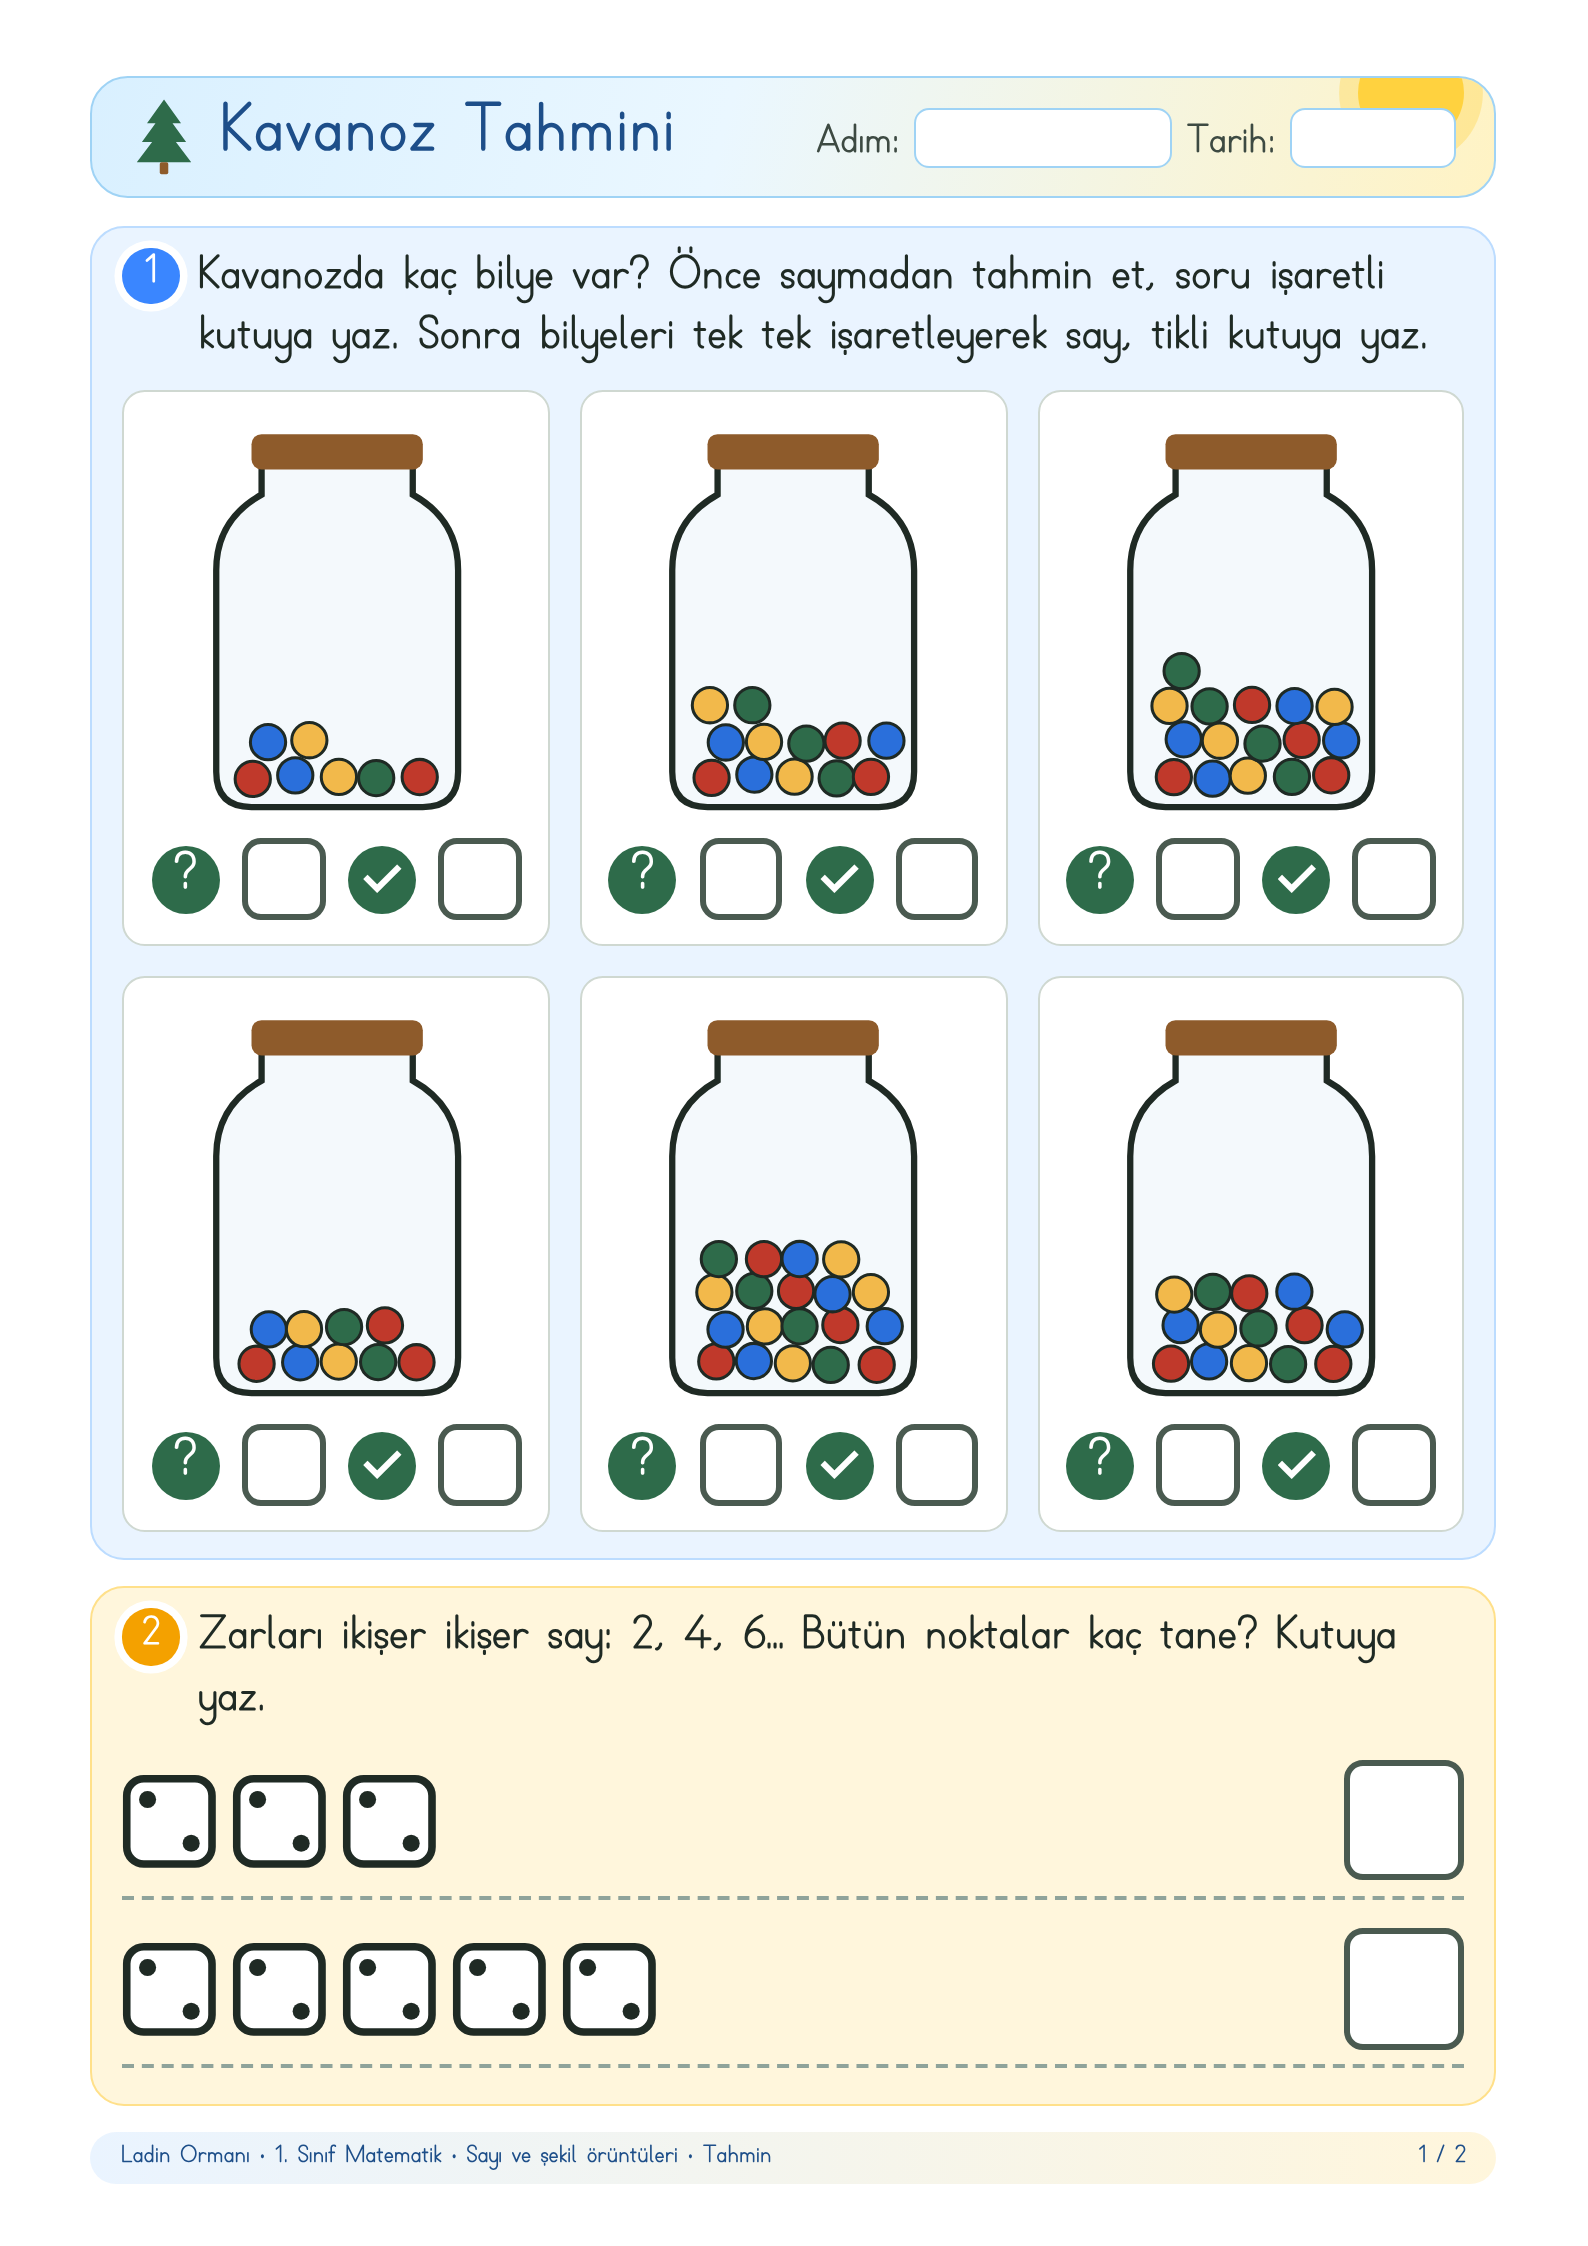 Kavanoz Tahmini
Adım:
Tarih:
1
Kavanozda kaç bilye var? Önce saymadan tahmin et, soru işaretli
kutuya yaz. Sonra bilyeleri tek tek işaretleyerek say, tikli kutuya yaz.
?
?
?
?
?
?
2
Zarları ikişer ikişer say: 2, 4, 6... Bütün noktalar kaç tane? Kutuya
yaz.
Ladin Ormanı • 1. Sınıf Matematik • Sayı ve şekil örüntüleri • Tahmin
1 / 2